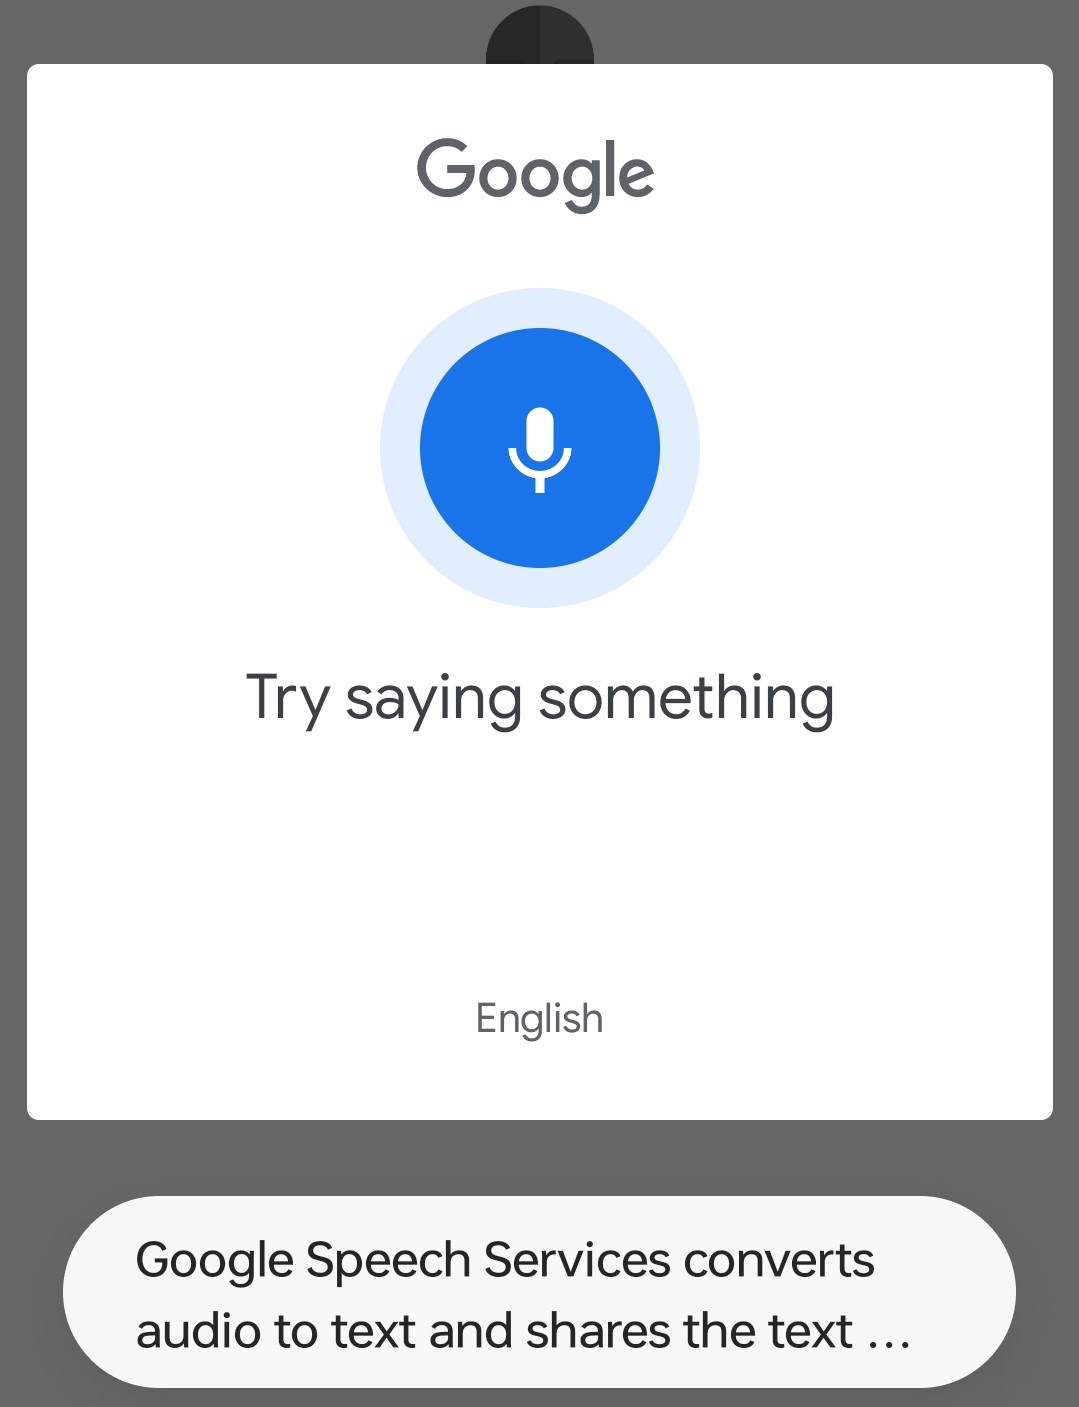 Google
Try saying something
English
Google Speech Services converts
audio to text and shares the text ...